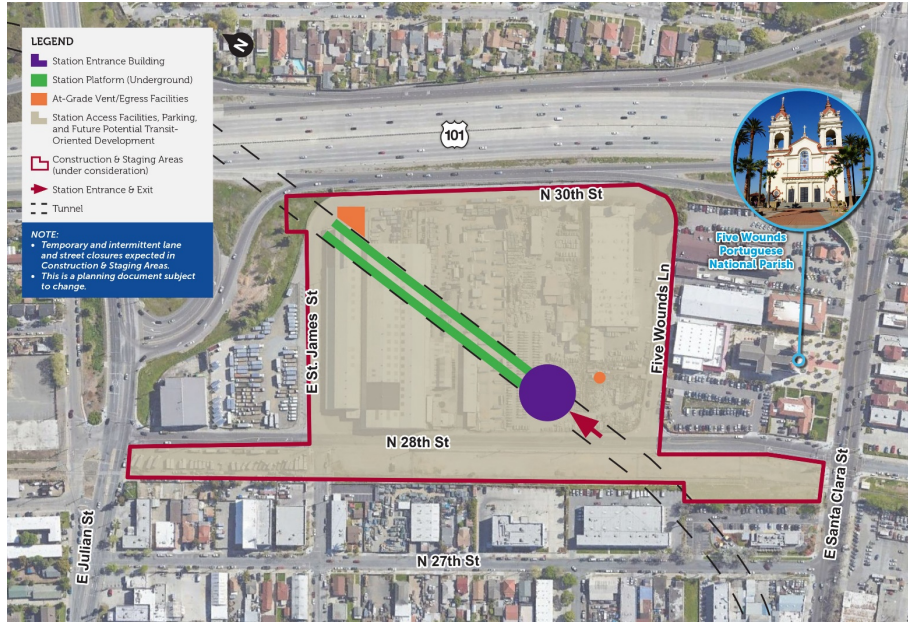 LEGEND
Station Entrance Building
Station Platform (Underground)
At-Grade Vent/Egress Facilities
Station Access Facilities, Parking,
and Future Potential Transit-
Oriented Development
Construction & Staging Areas
(under consideration)
Station Entrance & Exit
Tunnel
NOTE:
• Temporary and intermittent lane
and street closures expected in
Construction & Staging Areas.
• This is a planning document subject
to change.
N
101
N 30th St
Five Wounds
Portuguese
National Parish
Five Wounds Ln
E St. James St
N 28th St
E Julian St
E Santa Clara St
N 27th St